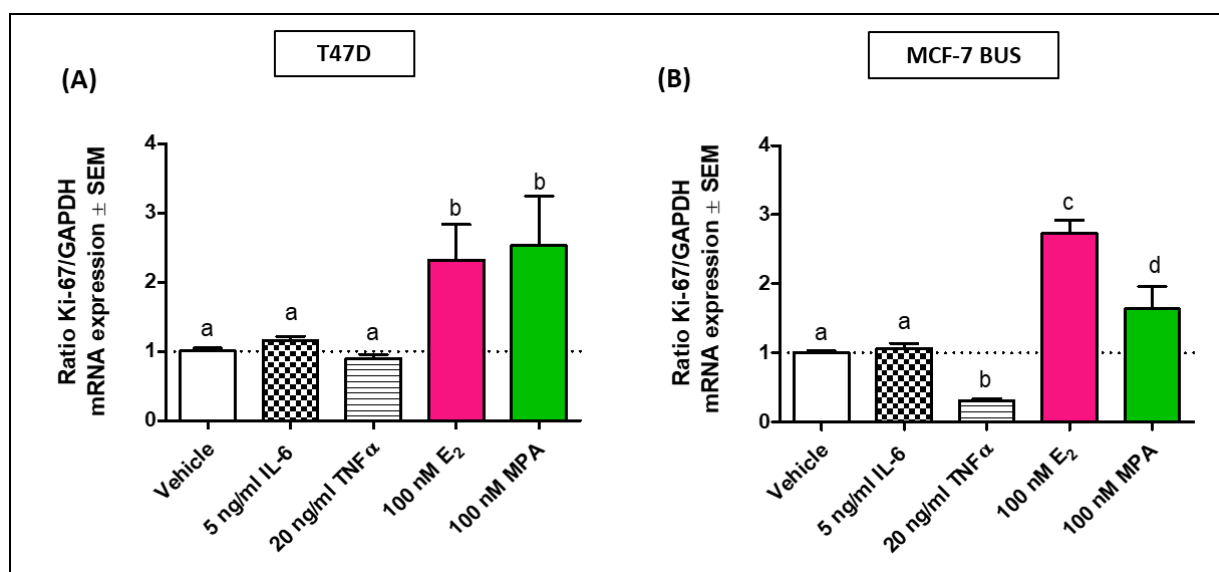 T47D
(A)
Ratio Ki-67/GAPDH
mRNA expression ± SEM
4
3
2
1
0
a
a
a
b
b
Vehicle
5 ng/ml IL-6
20 ng/ml TNFα
100 nM E₂
100 nM MPA
MCF-7 BUS
(B)
Ratio Ki-67/GAPDH
mRNA expression ± SEM
4
3
2
1
0
a
a
b
c
d
Vehicle
5 ng/ml IL-6
20 ng/ml TNFα
100 nM E₂
100 nM MPA